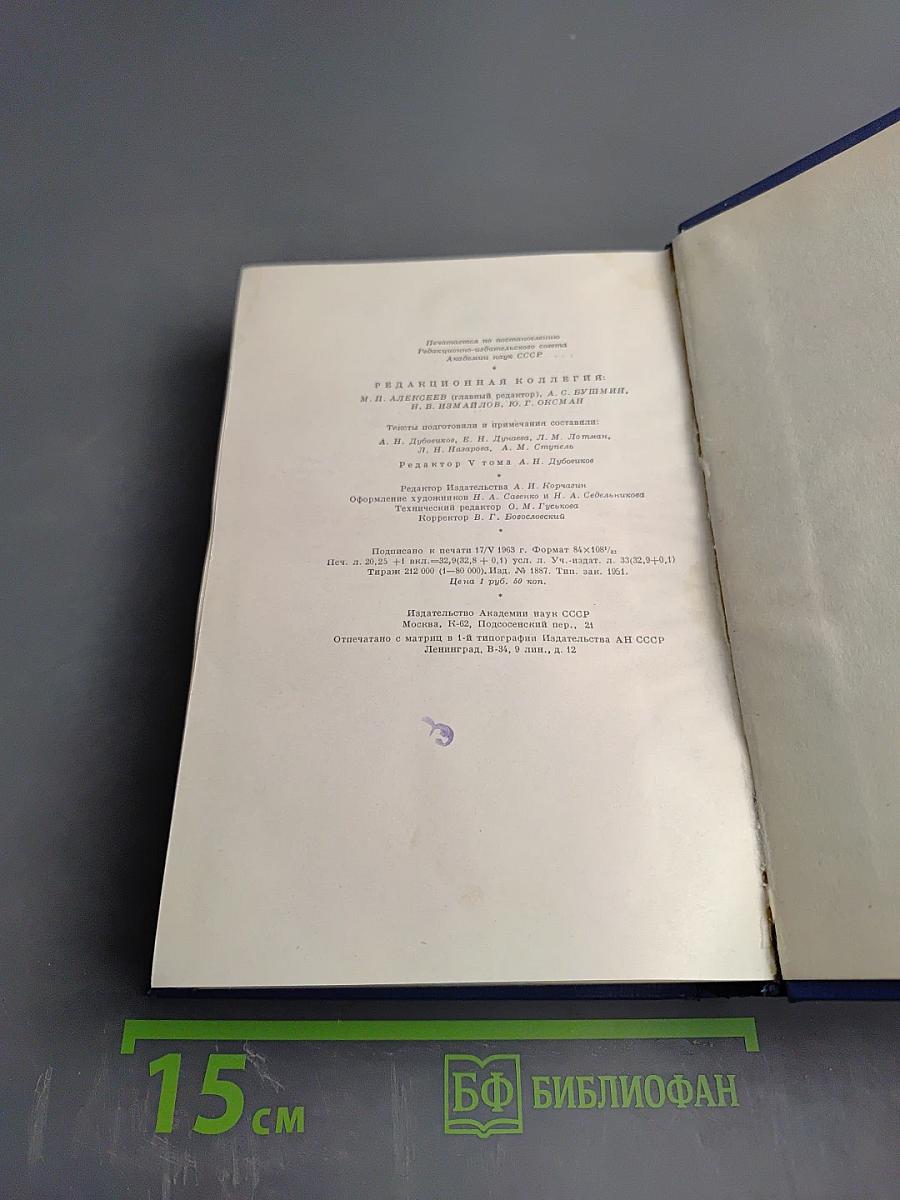 Печатается по постановлению
Редакционно-издательского совета
Академии наук СССР
*
РЕДАКЦИОННАЯ КОЛЛЕГИЯ:
М. П. АЛЕКСЕЕВ (главный редактор), А. С. БУШМИН,
Н. В. ИЗМАЙЛОВ, Ю. Г. ОКСМАН
Тексты подготовили и примечания составили:
А. Н. Дубовиков, Е. Н. Дунаева, Л. М. Лотман,
Л. Н. Назарова, А. М. Ступель
Редактор V тома А. Н. Дубовиков
*
Редактор Издательства А. И. Корчагин
Оформление художников Н. А. Савенко и Н. А. Седельникова
Технический редактор О. М. Гуськова
Корректор В. Г. Богословский
*
Подписано к печати 17/V 1963 г. Формат 84×108¹/₃₂
Печ. л. 20,25 +1 вкл.=32,9(32,8 + 0,1) усл. л. Уч.-издат. л. 33(32,9+0,1)
Тираж 212 000 (1—80 000). Изд. № 1887. Тип. зак. 1951.
Цена 1 руб. 50 коп.
*
Издательство Академии наук СССР
Москва, К-62, Подсосенский пер., 21
Отпечатано с матриц в 1-й типографии Издательства АН СССР
Ленинград, В-34, 9 лин., д. 12
15 см
БФ БИБЛИОФАН